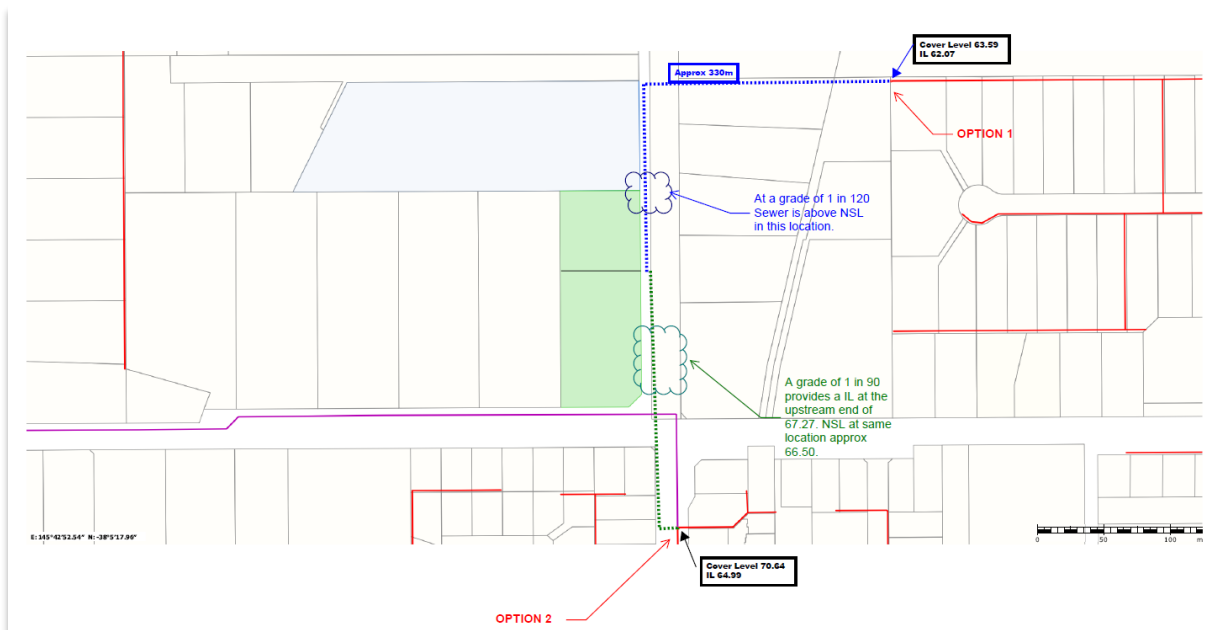 Cover Level 63.59
IL 62.07
Approx 330m
OPTION 1
At a grade of 1 in 120
Sewer is above NSL
in this location.
A grade of 1 in 90
provides a IL at the
upstream end of
67.27. NSL at same
location approx
66.50.
E: 145°42'52.54" N: -38°5'17.96"
0 50 100 m
Cover Level 70.64
IL 64.99
OPTION 2